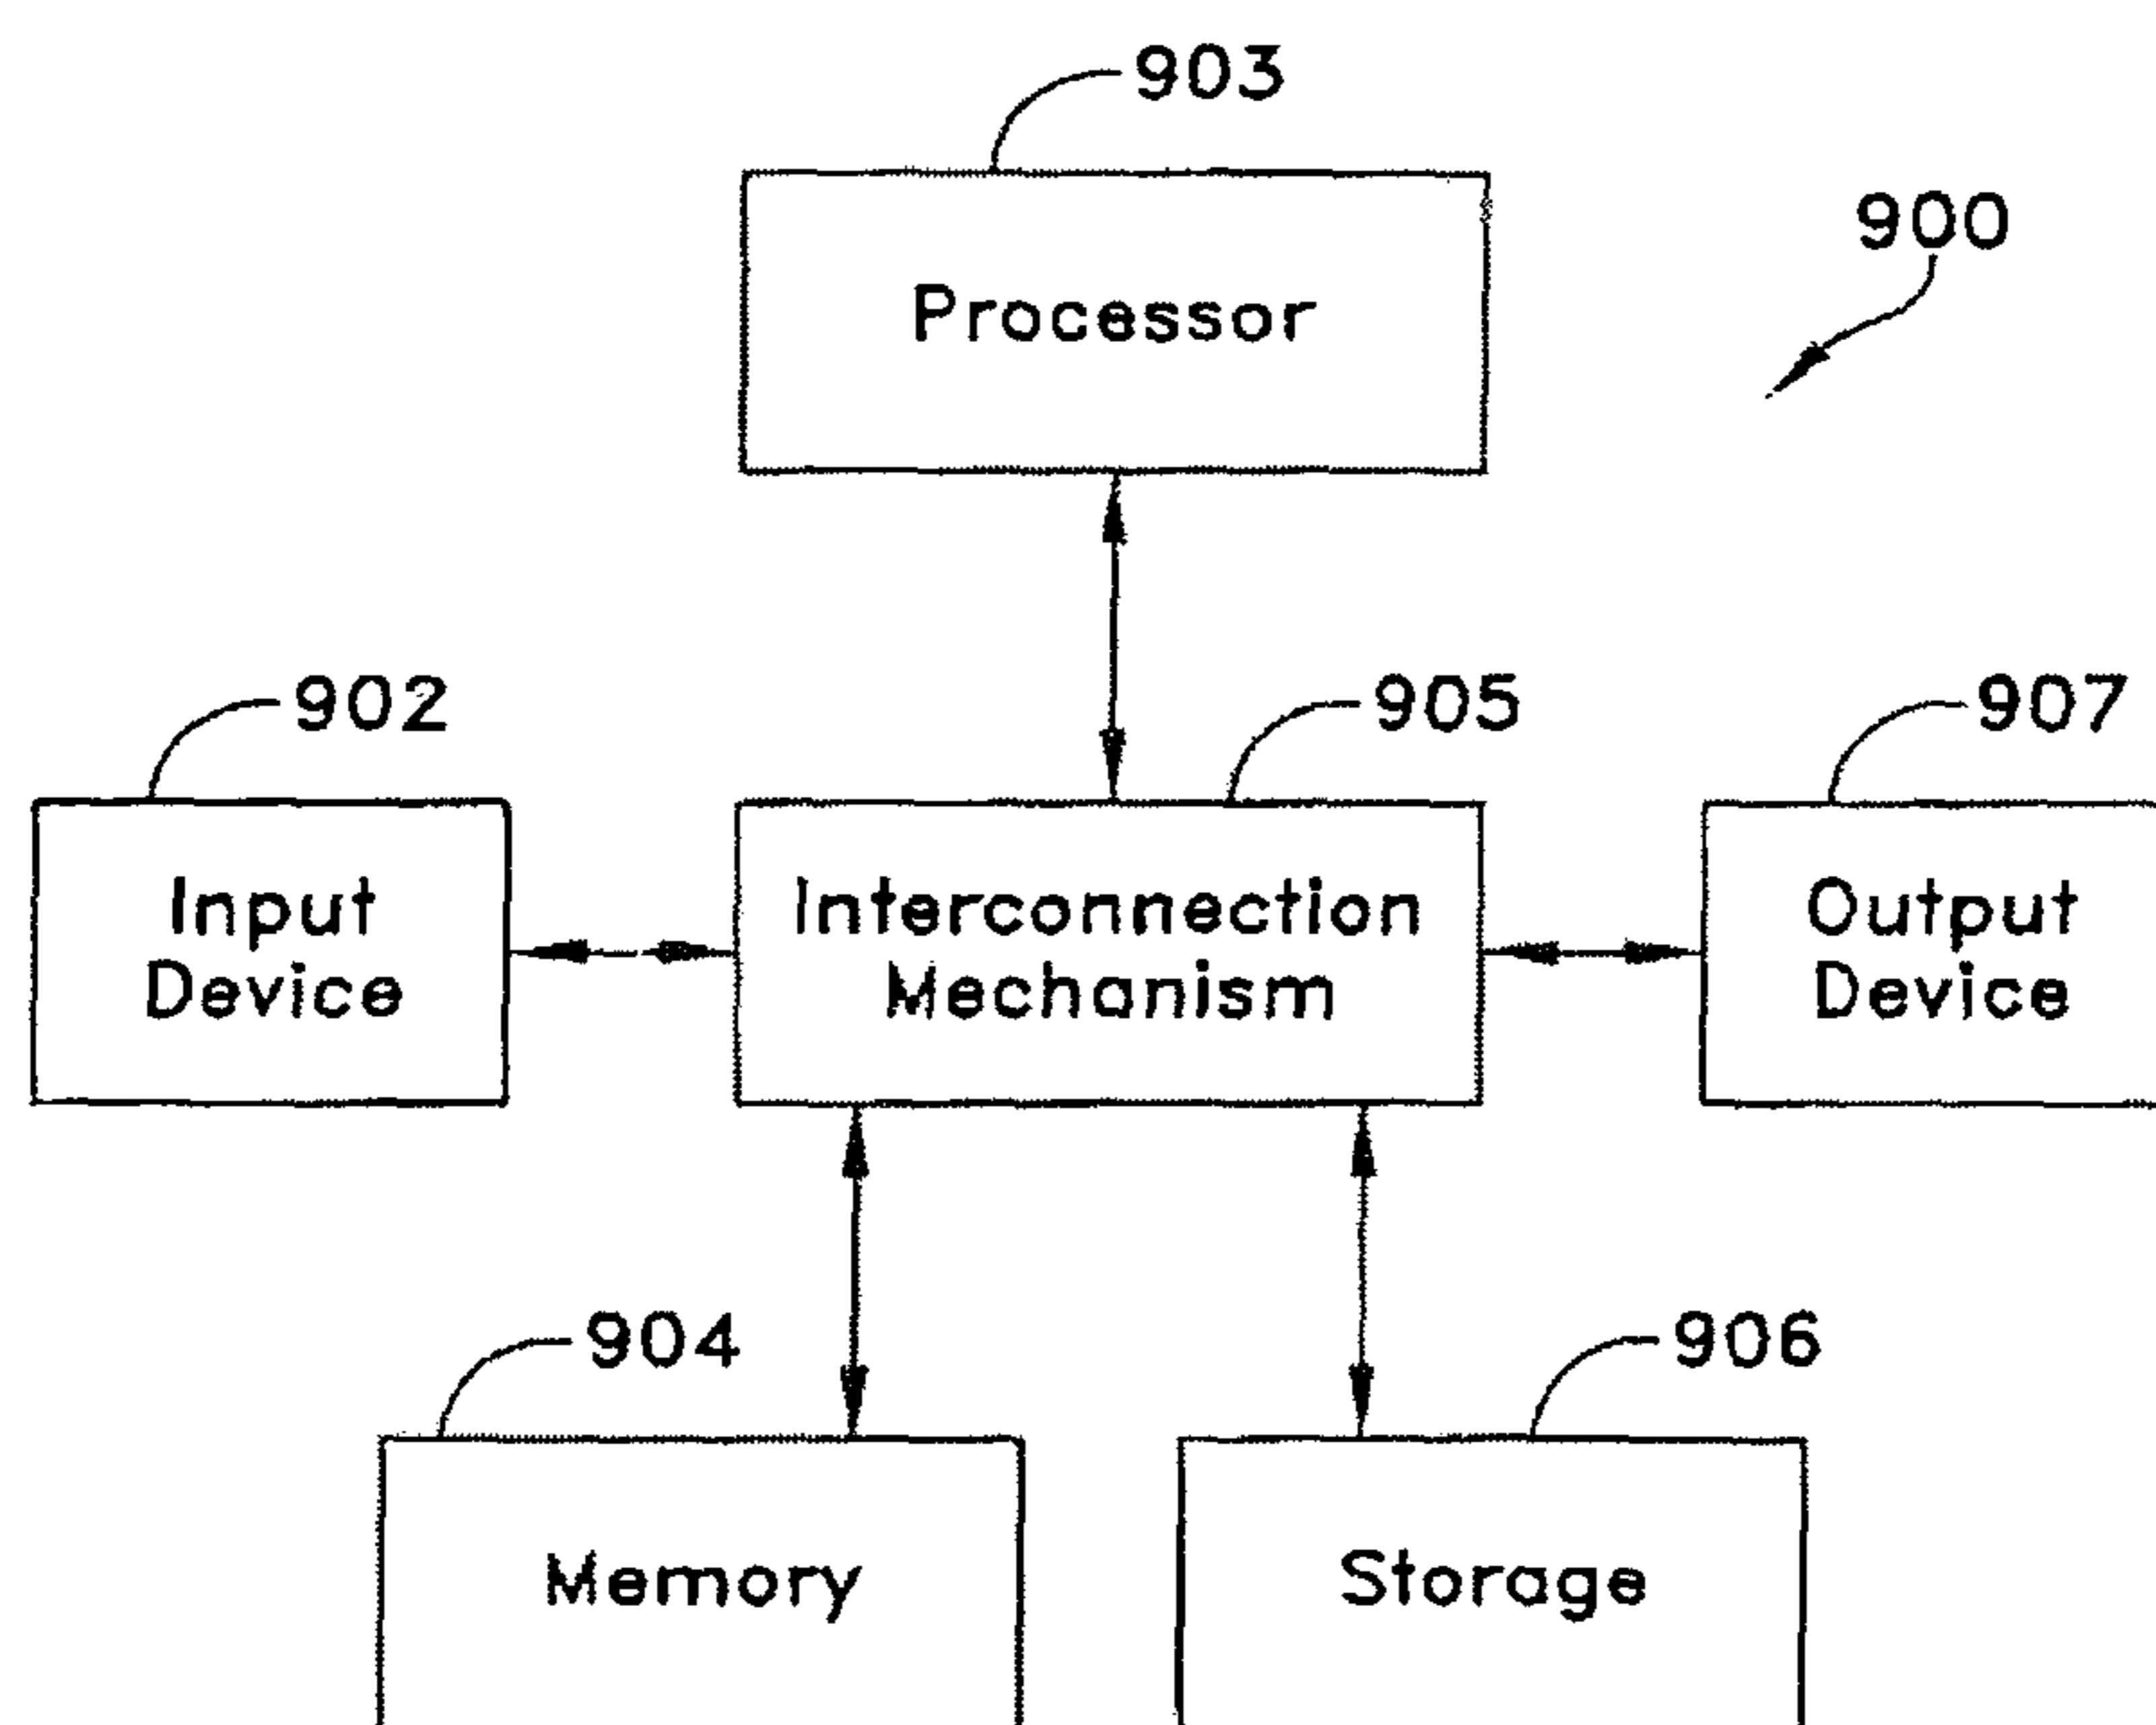 903
900
Processor
902
905
907
Input
Device
Interconnection
Mechanism
Output
Device
904
906
Memory
Storage